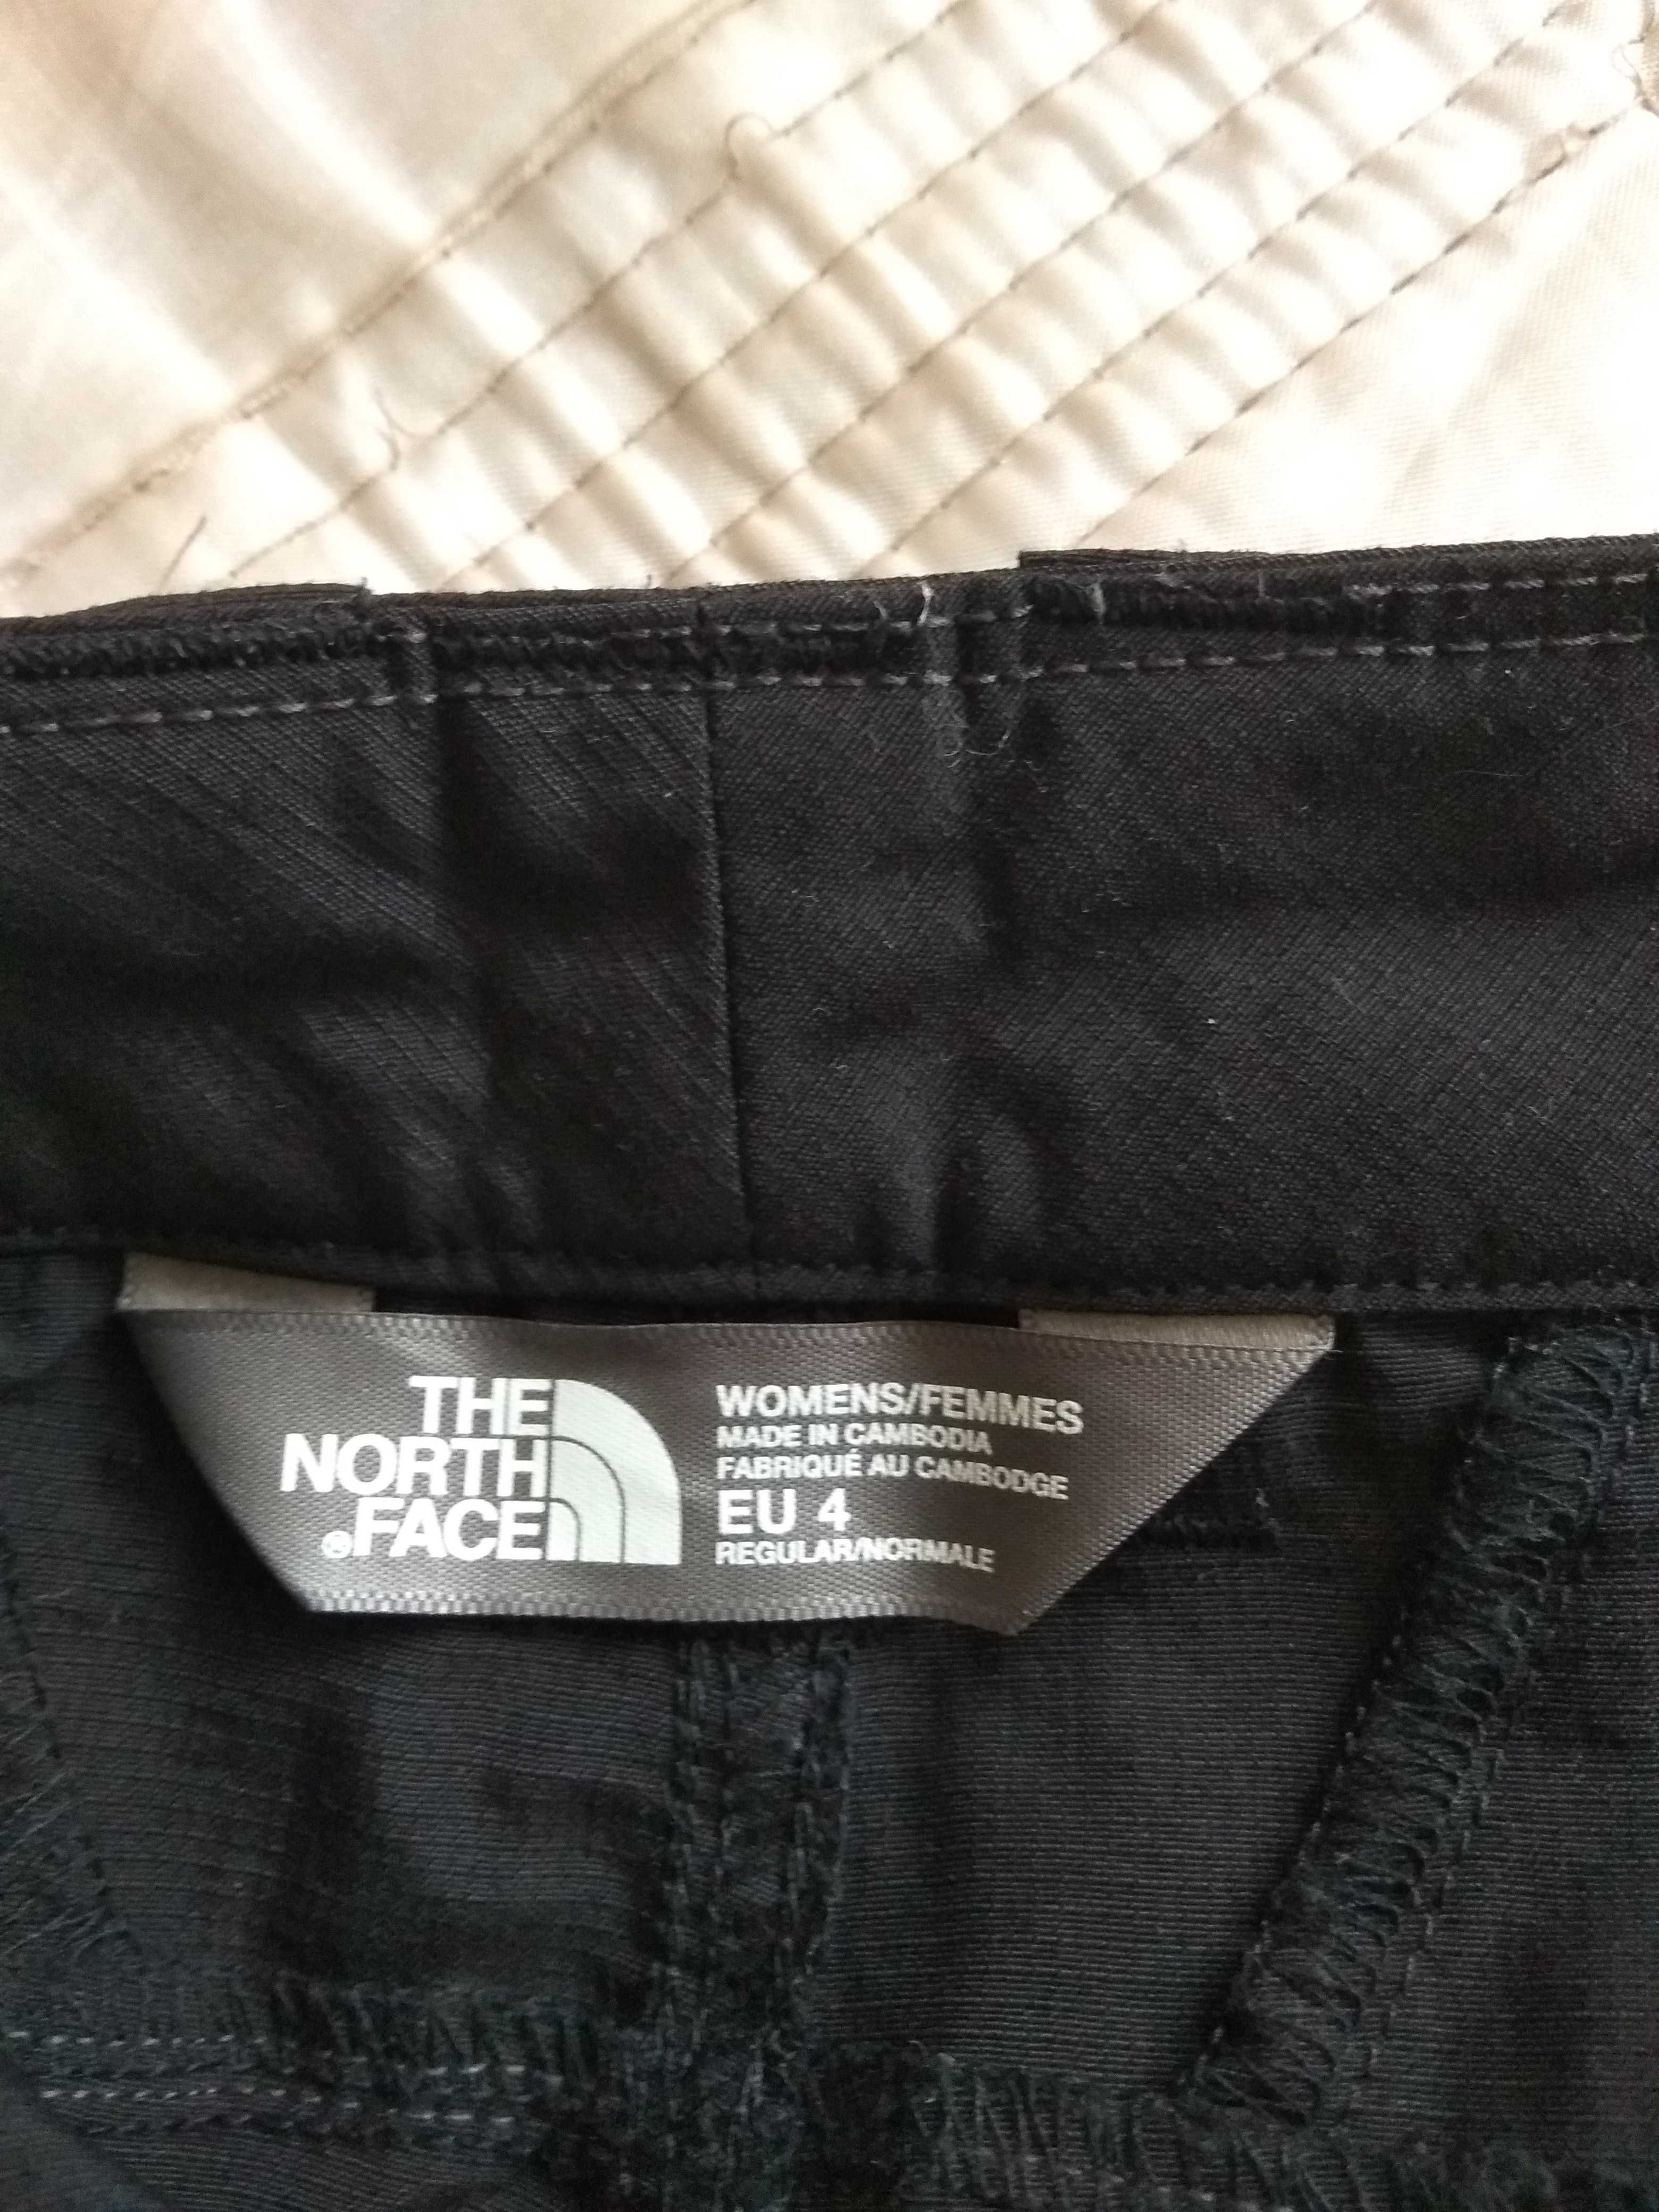 THE
NORTH
®FACE
WOMENS/FEMMES
MADE IN CAMBODIA
FABRIQUÉ AU CAMBODGE
EU 4
REGULAR/NORMALE